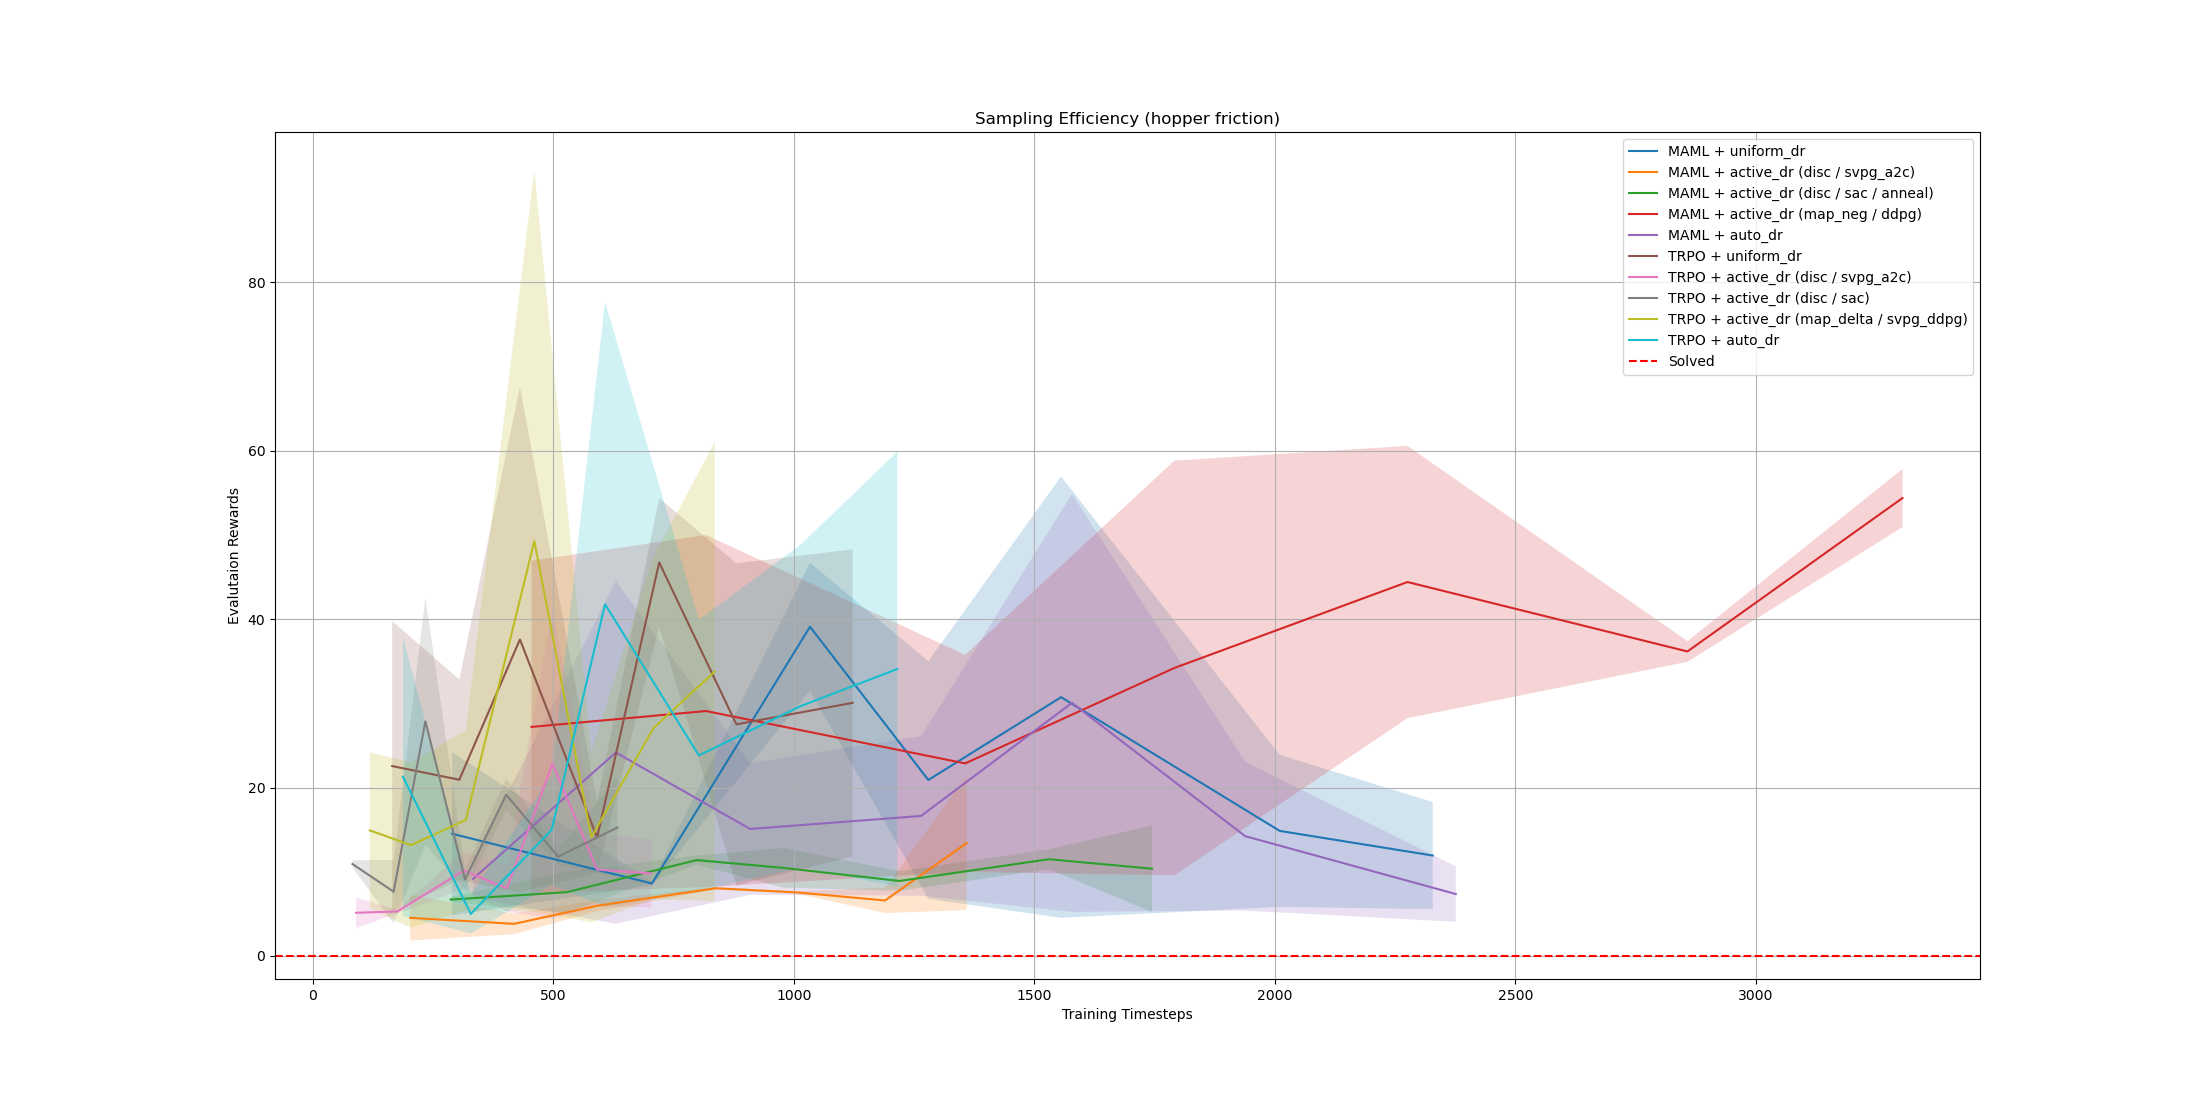 Sampling Efficiency (hopper friction)
MAML + uniform_dr
MAML + active_dr (disc / svpg_a2c)
MAML + active_dr (disc / sac / anneal)
MAML + active_dr (map_neg / ddpg)
MAML + auto_dr
TRPO + uniform_dr
TRPO + active_dr (disc / svpg_a2c)
TRPO + active_dr (disc / sac)
TRPO + active_dr (map_delta / svpg_ddpg)
TRPO + auto_dr
Solved
80
60
40
20
0
Evalutaion Rewards
0 500 1000 1500 2000 2500 3000
Training Timesteps